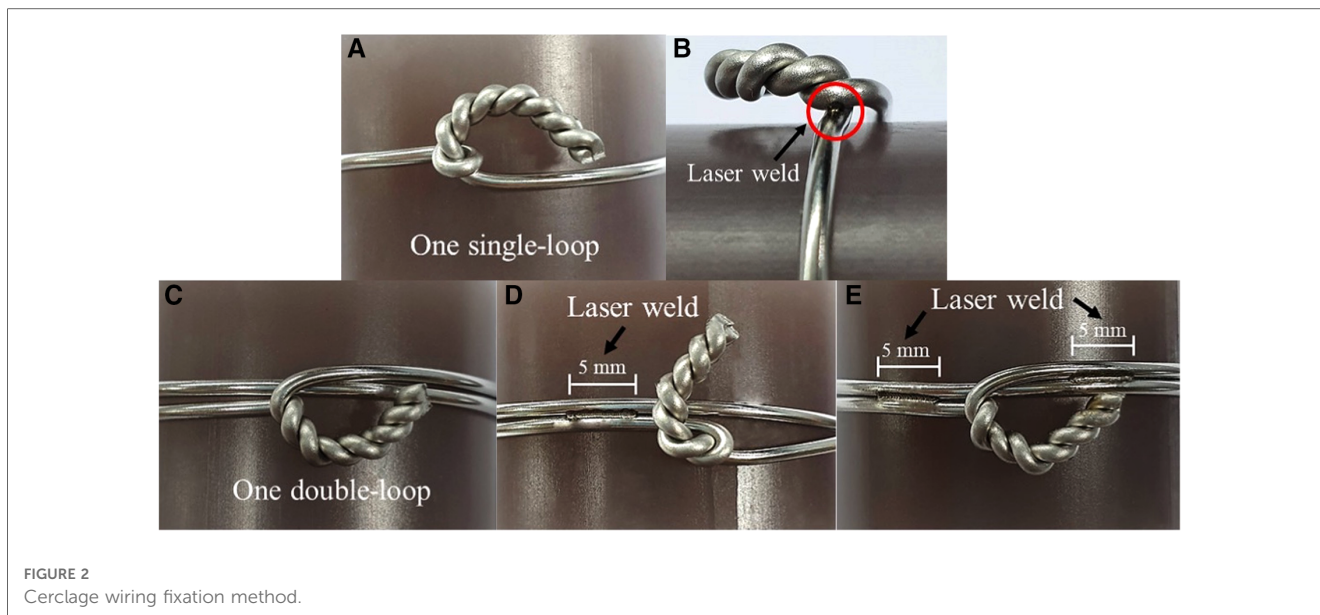 A
One single-loop
B
Laser weld
C
One double-loop
D
Laser weld
5 mm
E
Laser weld
5 mm
5 mm
FIGURE 2
Cerclage wiring fixation method.